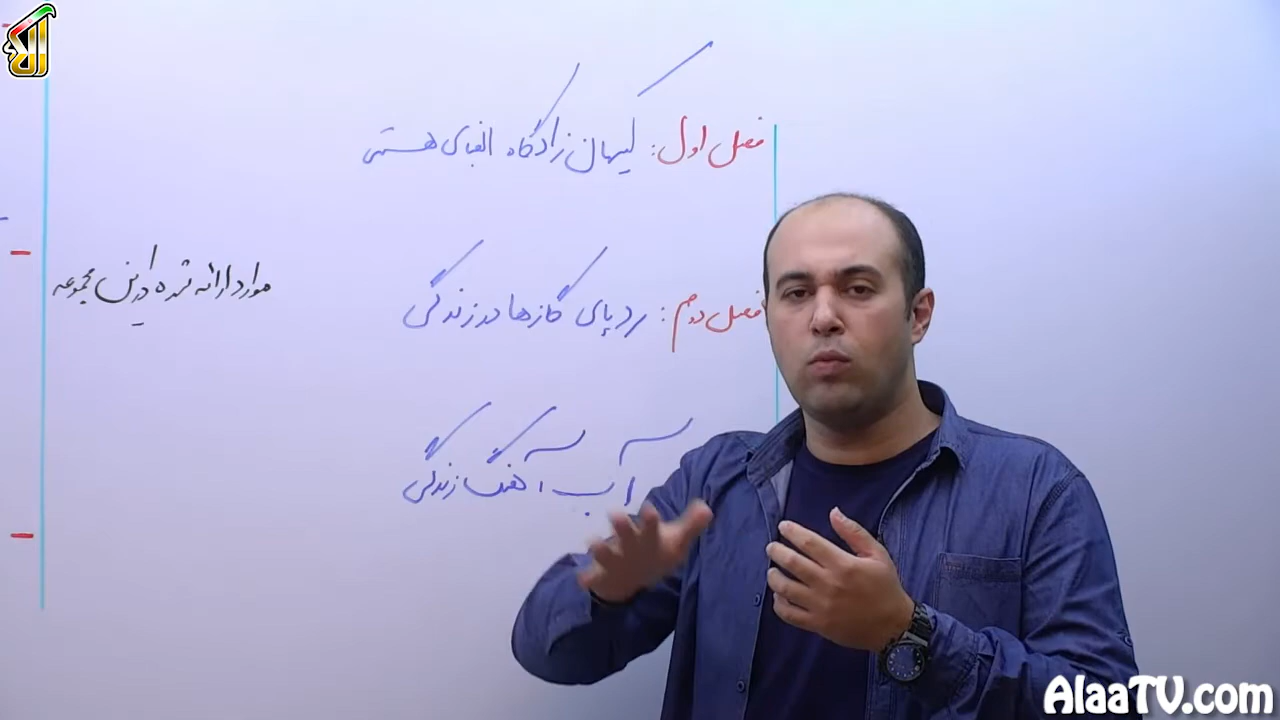 آلاء
فصل اول: کیهان زادگاه الفبای هستی
موارد ارائه شده در این مجموعه
فصل دوم: ردپای گازها در زندگی
آب آهنگ زندگی
AlaaTV.com